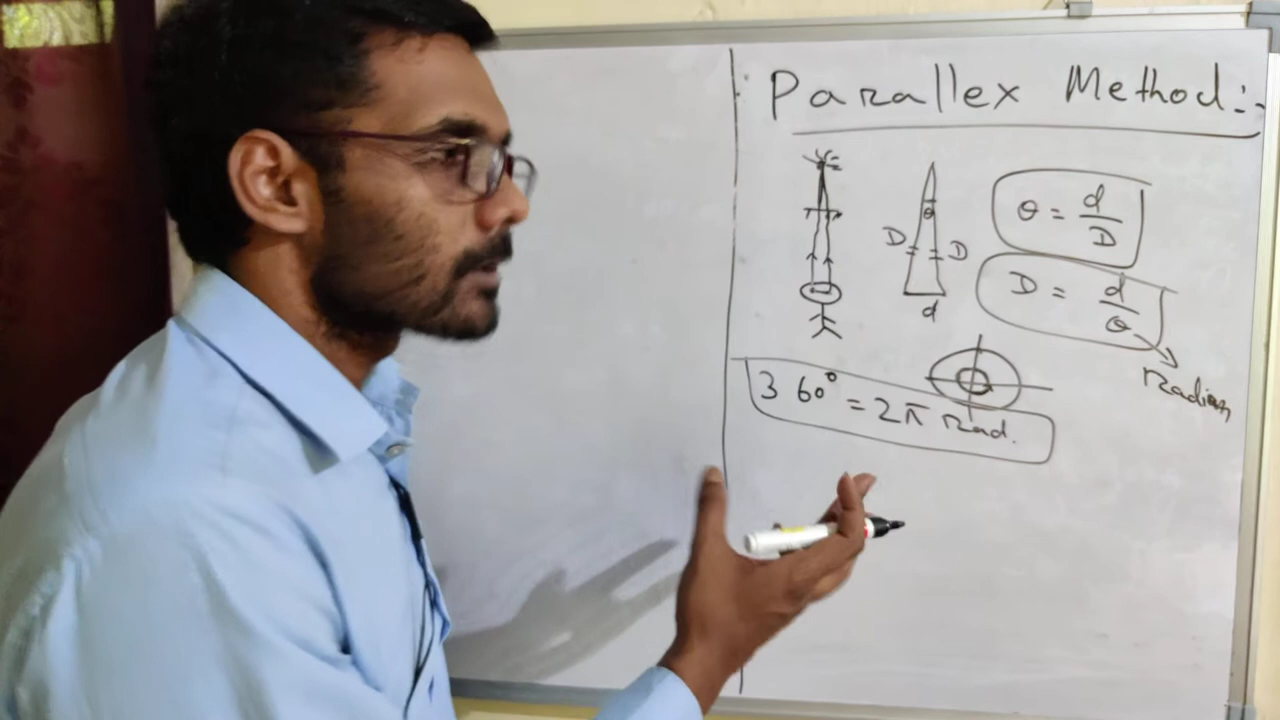 Parallex Method:-
θ
D D
d
θ = d/D
D = d/θ
Radian
360° = 2π Rad.